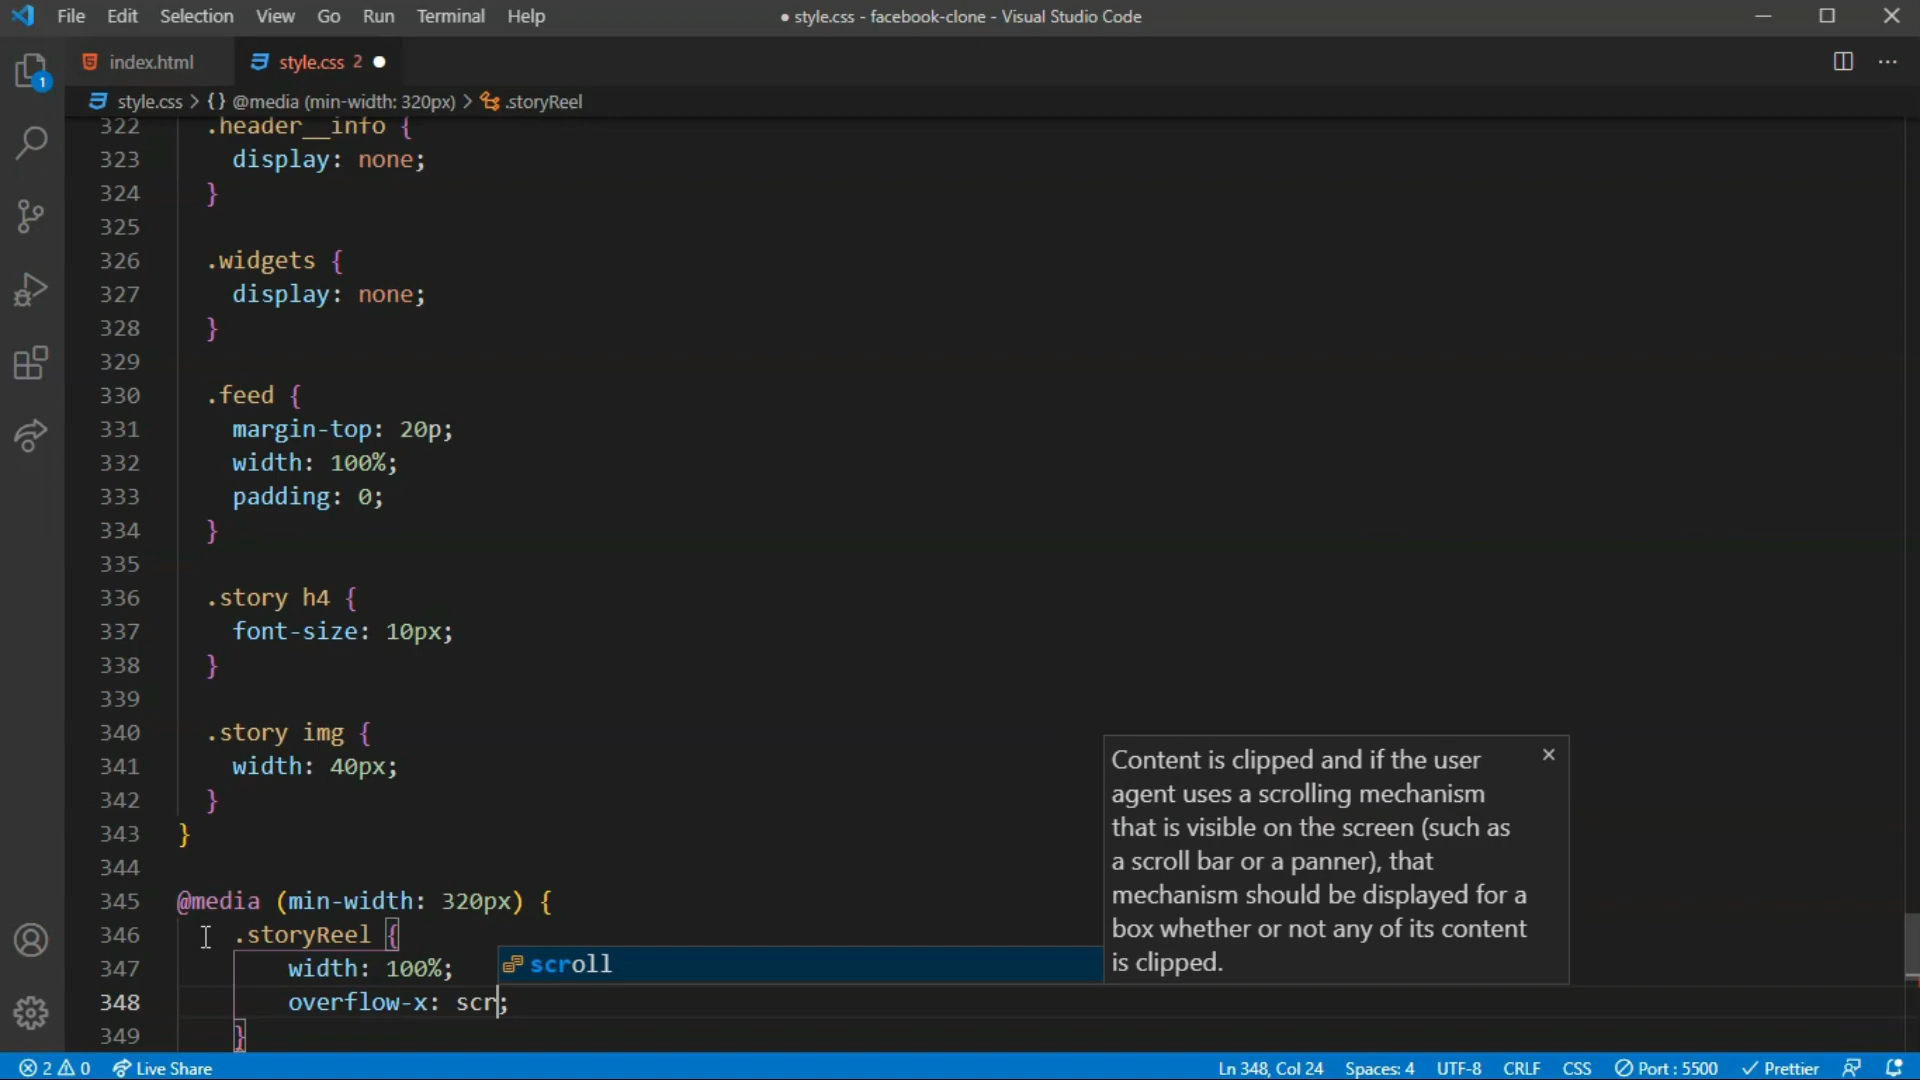 File Edit Selection View Go Run Terminal Help
● style.css - facebook-clone - Visual Studio Code
index.html
style.css 2 ●
style.css > {} @media (min-width: 320px) > .storyReel
1
322 .header__info {
323 display: none;
324 }
325
326 .widgets {
327 display: none;
328 }
329
330 .feed {
331 margin-top: 20p;
332 width: 100%;
333 padding: 0;
334 }
335
336 .story h4 {
337 font-size: 10px;
338 }
339
340 .story img {
341 width: 40px;
342 }
343 }
344
345 @media (min-width: 320px) {
346 .storyReel {
347 width: 100%;
348 overflow-x: scr;
349 }
scroll
Content is clipped and if the user
agent uses a scrolling mechanism
that is visible on the screen (such as
a scroll bar or a panner), that
mechanism should be displayed for a
box whether or not any of its content
is clipped.
2 0 Live Share Ln 348, Col 24 Spaces: 4 UTF-8 CRLF CSS Port : 5500 Prettier